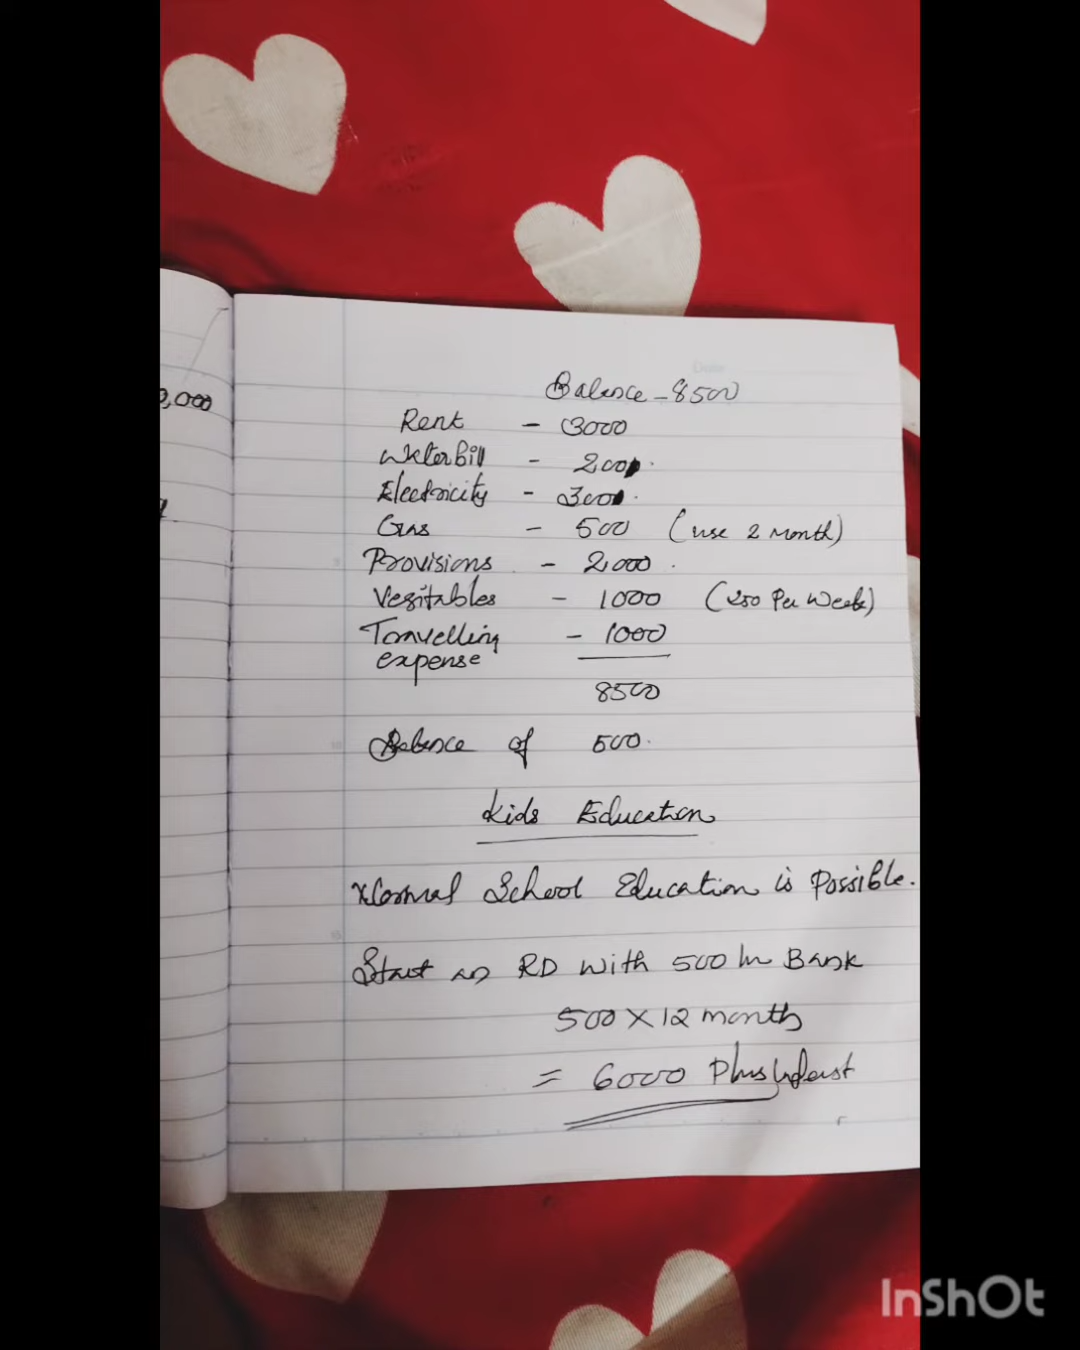 0,000
Balance - 8500
Rent - 3000
Waterbill - 200.
Electricity - 300.
Gas - 500 (use 2 month)
Provisions - 2,000.
Vegitables - 1000 (250 Per Week)
Travelling - 1000
expense
8500
Balance of 500.
Kids Education
Normal School Education is Possible.
Start an RD with 500 in Bank
500 X 12 months
= 6000 Plus
InShOt